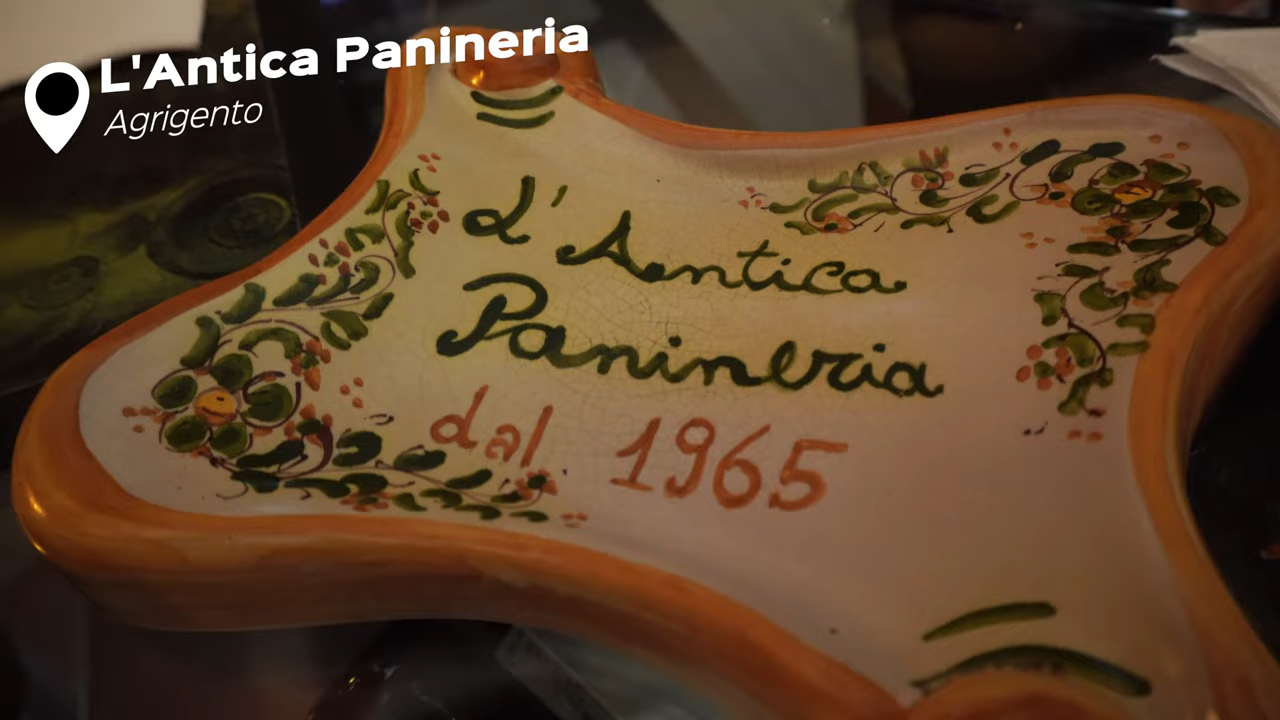 L'Antica Panineria
Agrigento
L'Antica
Panineria
dal 1965